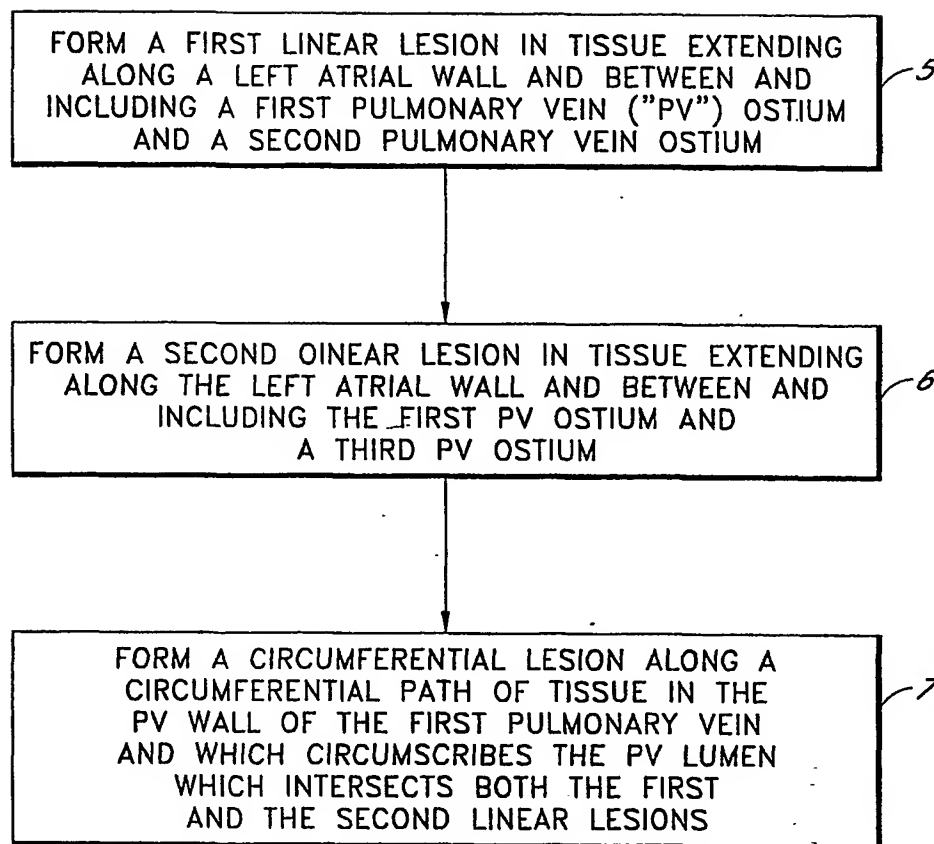 FORM A FIRST LINEAR LESION IN TISSUE EXTENDING
ALONG A LEFT ATRIAL WALL AND BETWEEN AND
INCLUDING A FIRST PULMONARY VEIN ("PV") OSTIUM
AND A SECOND PULMONARY VEIN OSTIUM
5
FORM A SECOND OINEAR LESION IN TISSUE EXTENDING
ALONG THE LEFT ATRIAL WALL AND BETWEEN AND
INCLUDING THE FIRST PV OSTIUM AND
A THIRD PV OSTIUM
6
FORM A CIRCUMFERENTIAL LESION ALONG A
CIRCUMFERENTIAL PATH OF TISSUE IN THE
PV WALL OF THE FIRST PULMONARY VEIN
AND WHICH CIRCUMSCRIBES THE PV LUMEN
WHICH INTERSECTS BOTH THE FIRST
AND THE SECOND LINEAR LESIONS
7